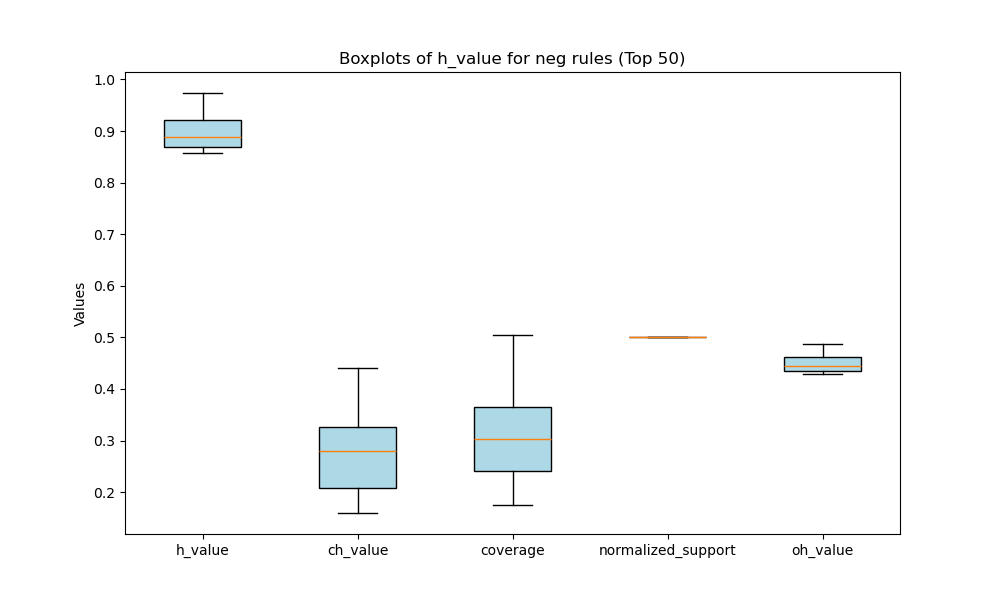 Boxplots of h_value for neg rules (Top 50)
1.0
0.9
0.8
0.7
0.6
0.5
0.4
0.3
0.2
Values
h_value
ch_value
coverage
normalized_support
oh_value